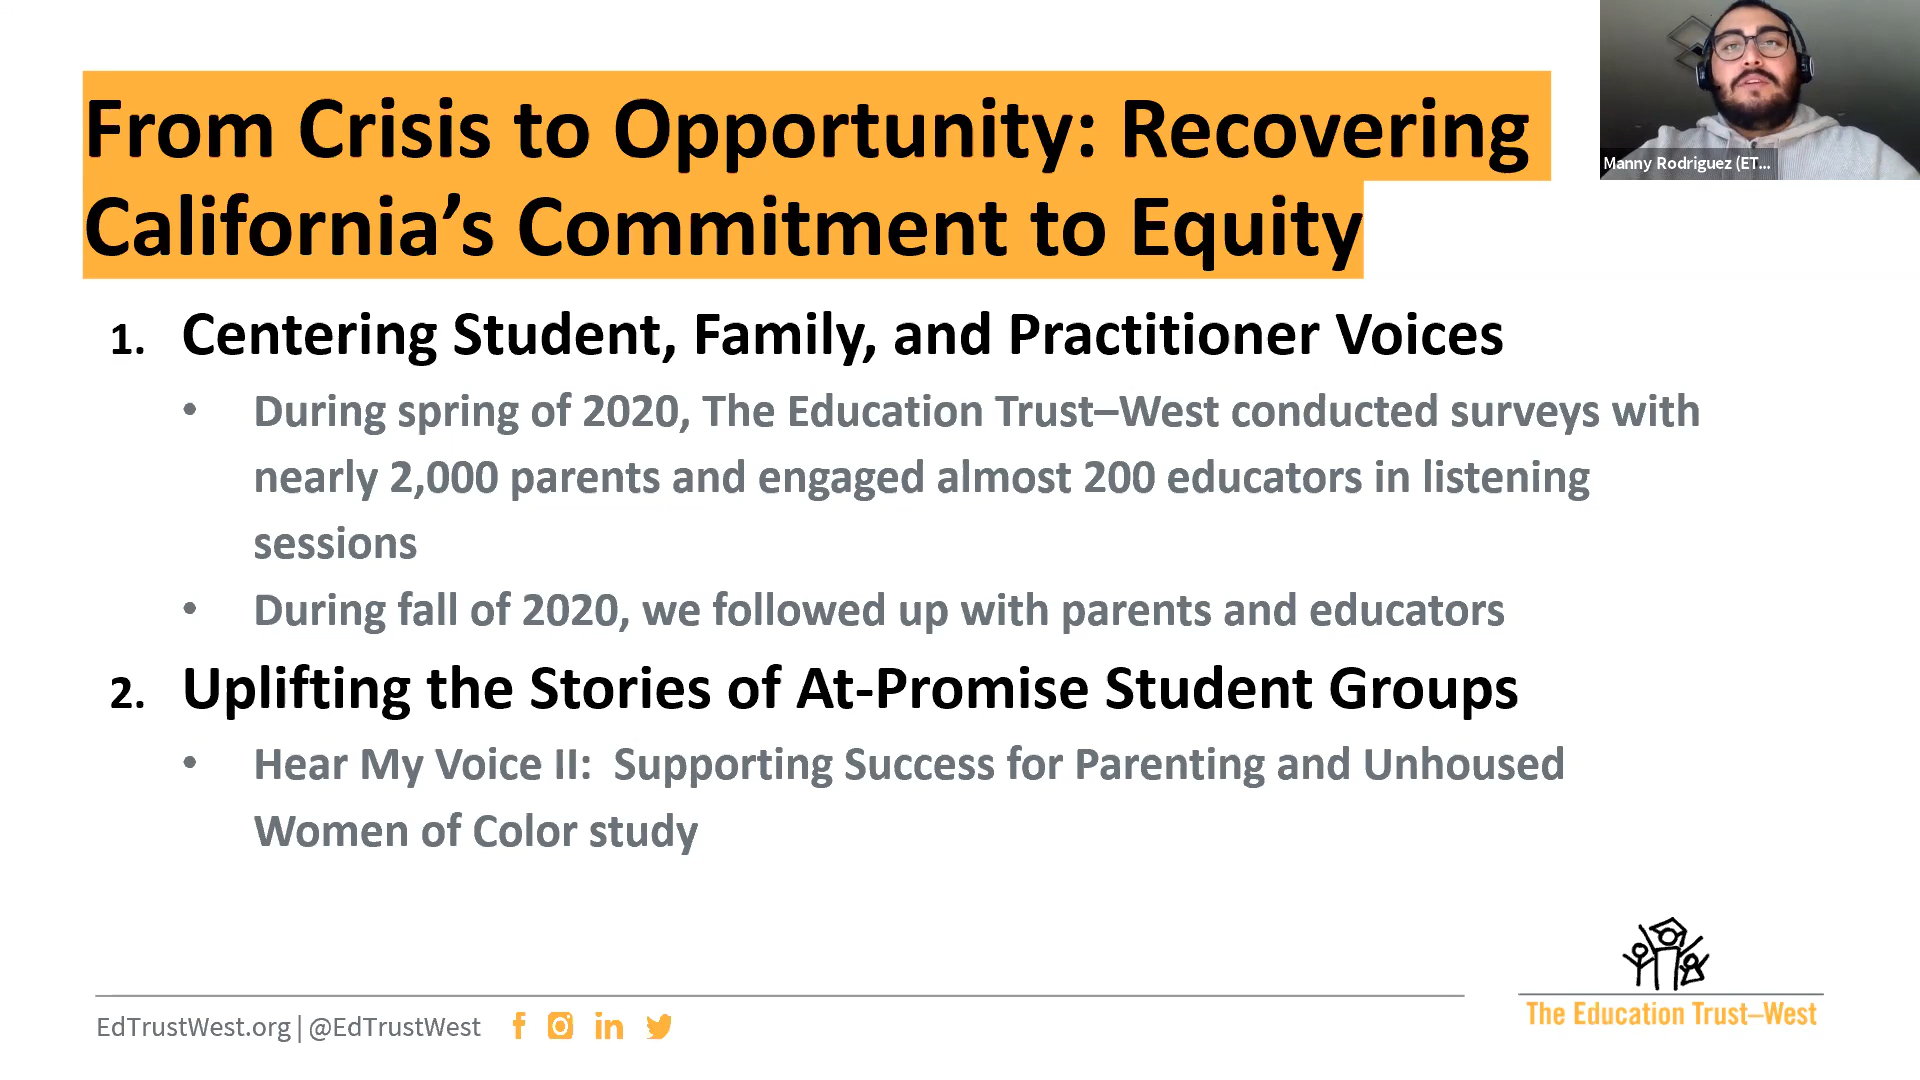 From Crisis to Opportunity: Recovering
California’s Commitment to Equity
Manny Rodriguez (ET...
1. Centering Student, Family, and Practitioner Voices
• During spring of 2020, The Education Trust–West conducted surveys with
nearly 2,000 parents and engaged almost 200 educators in listening
sessions
• During fall of 2020, we followed up with parents and educators
2. Uplifting the Stories of At-Promise Student Groups
• Hear My Voice II:  Supporting Success for Parenting and Unhoused
Women of Color study
EdTrustWest.org | @EdTrustWest
The Education Trust–West